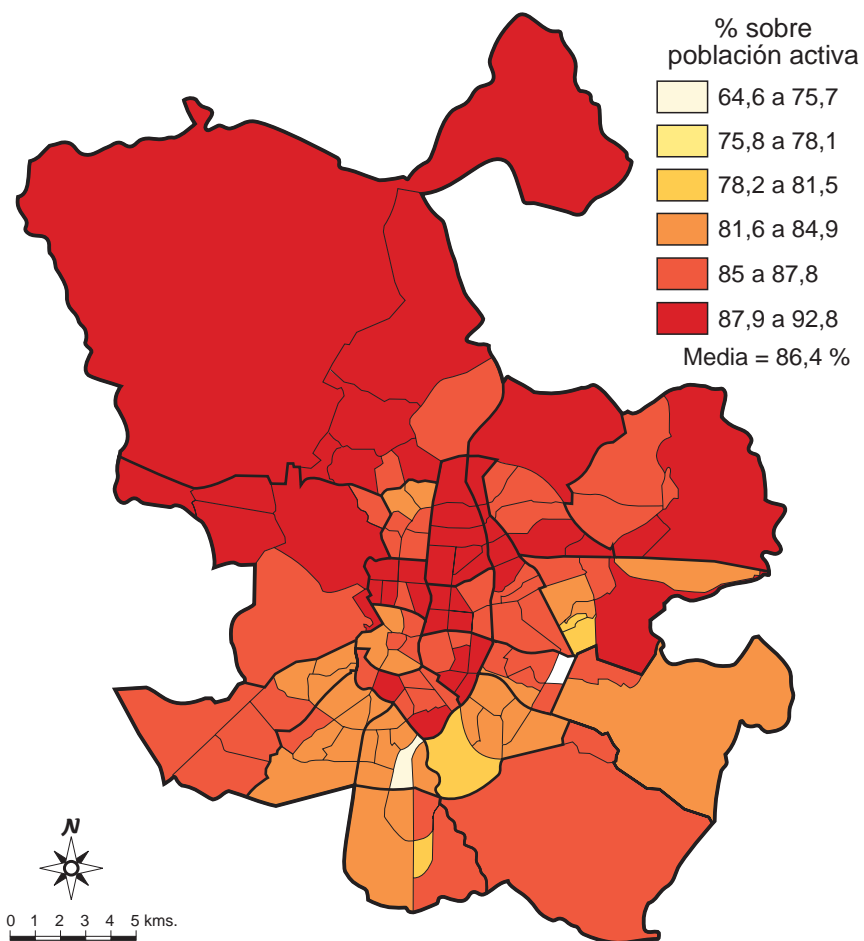 % sobre
población activa
64,6 a 75,7
75,8 a 78,1
78,2 a 81,5
81,6 a 84,9
85 a 87,8
87,9 a 92,8
Media = 86,4 %
N
0 1 2 3 4 5 kms.